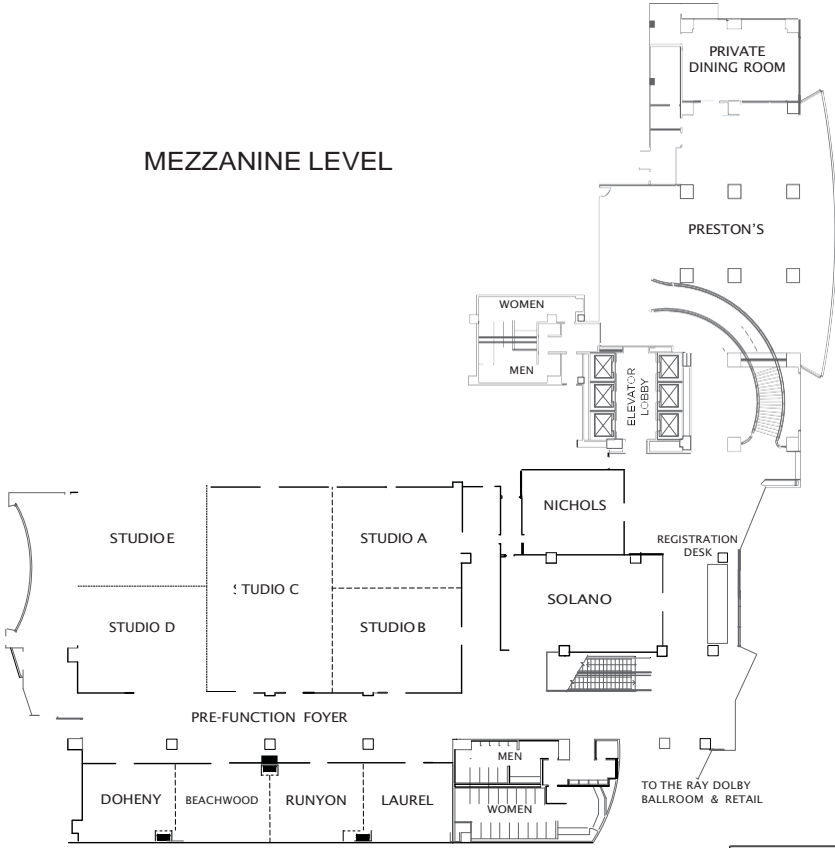 PRIVATE
DINING ROOM
MEZZANINE LEVEL
PRESTON'S
WOMEN
MEN
ELEVATOR
LOBBY
NICHOLS
STUDIO E
STUDIO A
REGISTRATION
DESK
STUDIO C
SOLANO
STUDIO D
STUDIO B
PRE-FUNCTION FOYER
MEN
TO THE RAY DOLBY
BALLROOM & RETAIL
DOHENY
BEACHWOOD
RUNYON
LAUREL
WOMEN